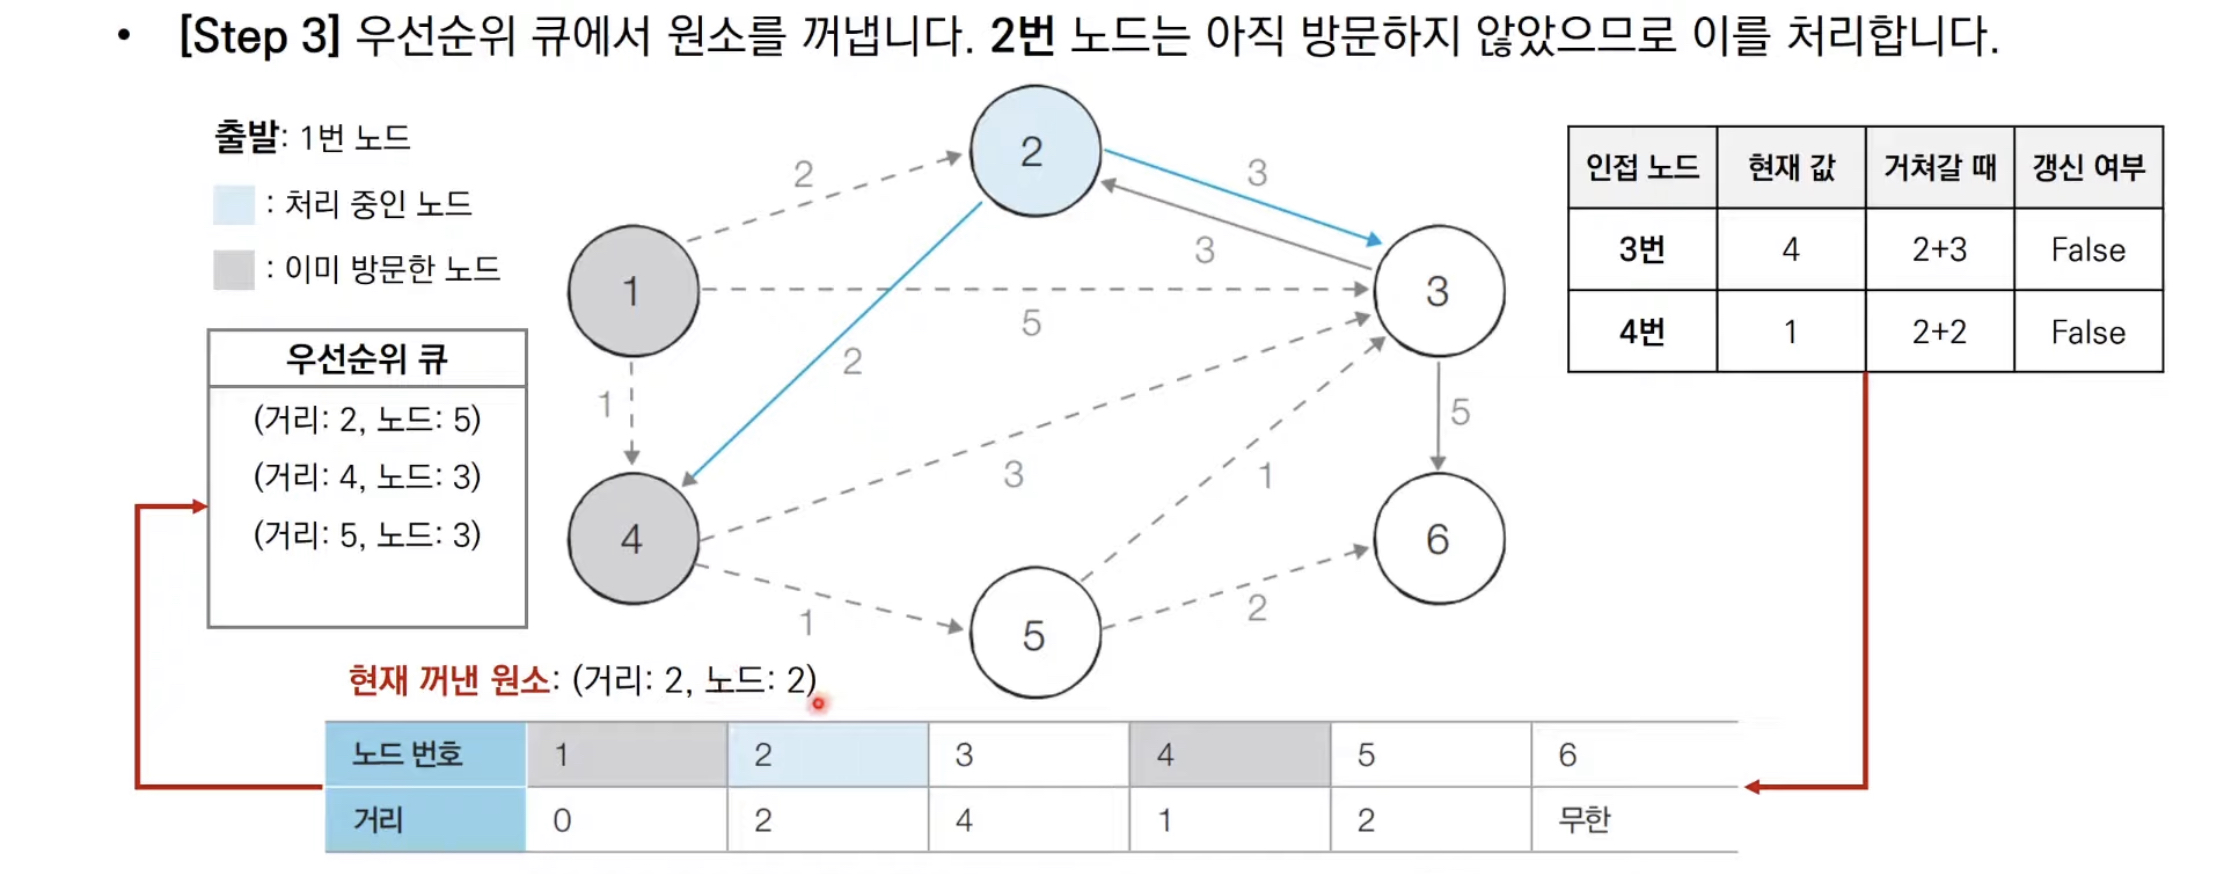 • [Step 3] 우선순위 큐에서 원소를 꺼냅니다. 2번 노드는 아직 방문하지 않았으므로 이를 처리합니다.
출발: 1번 노드
: 처리 중인 노드
: 이미 방문한 노드
우선순위 큐
(거리: 2, 노드: 5)
(거리: 4, 노드: 3)
(거리: 5, 노드: 3)
2
2
3
3
1
5
3
2
1
5
3
1
4
6
1
5
2
인접 노드 현재 값 거쳐갈 때 갱신 여부
3번 4 2+3 False
4번 1 2+2 False
현재 꺼낸 원소: (거리: 2, 노드: 2)
노드 번호 1 2 3 4 5 6
거리 0 2 4 1 2 무한